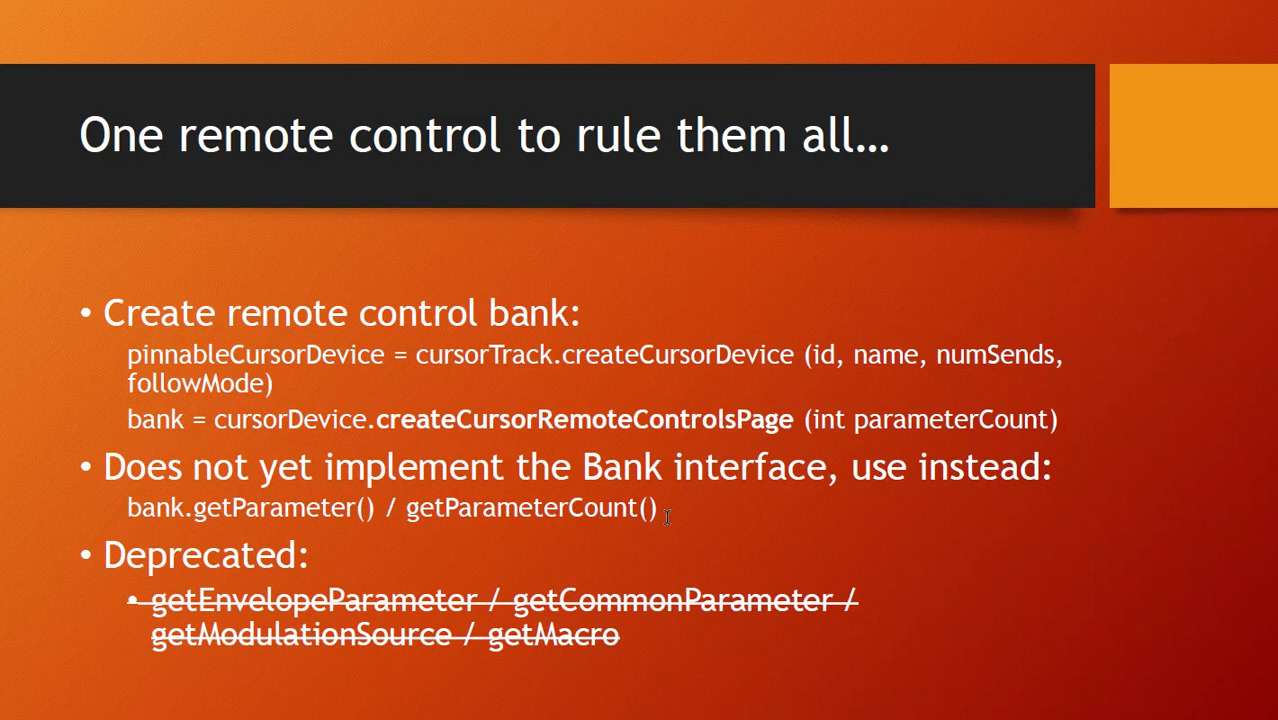 One remote control to rule them all...
• Create remote control bank:
pinnableCursorDevice = cursorTrack.createCursorDevice (id, name, numSends,
followMode)
bank = cursorDevice.createCursorRemoteControlsPage (int parameterCount)
• Does not yet implement the Bank interface, use instead:
bank.getParameter() / getParameterCount()
• Deprecated:
• getEnvelopeParameter / getCommonParameter /
getModulationSource / getMacro